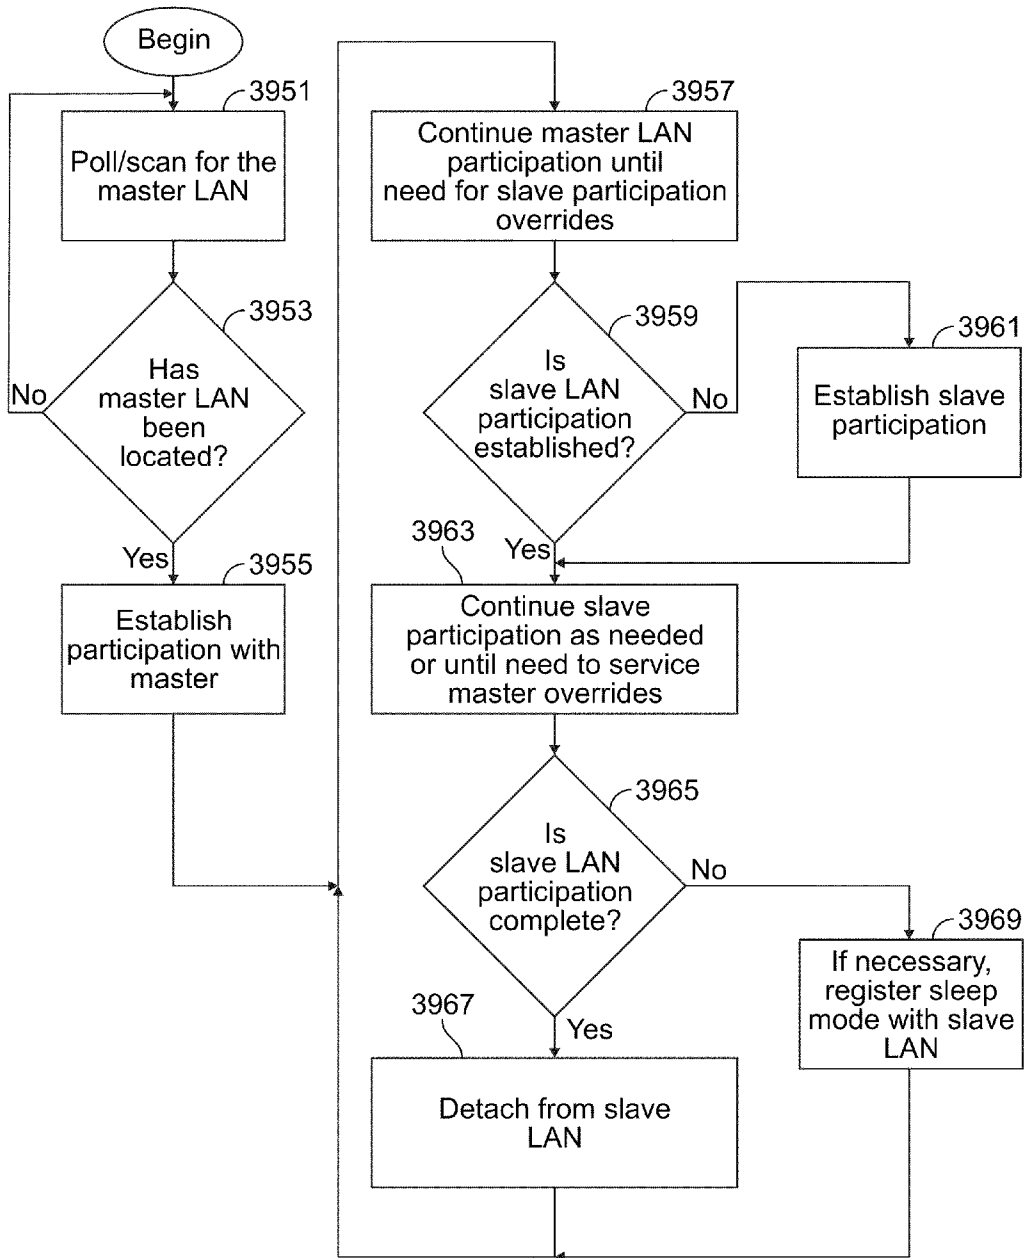 Begin
3951
Poll/scan for the
master LAN
3953
Has
master LAN
been
located?
No
Yes
3955
Establish
participation with
master
3957
Continue master LAN
participation until
need for slave participation
overrides
3959
Is
slave LAN
participation
established?
No
3961
Establish slave
participation
Yes
3963
Continue slave
participation as needed
or until need to service
master overrides
3965
Is
slave LAN
participation
complete?
No
3969
If necessary,
register sleep
mode with slave
LAN
Yes
3967
Detach from slave
LAN